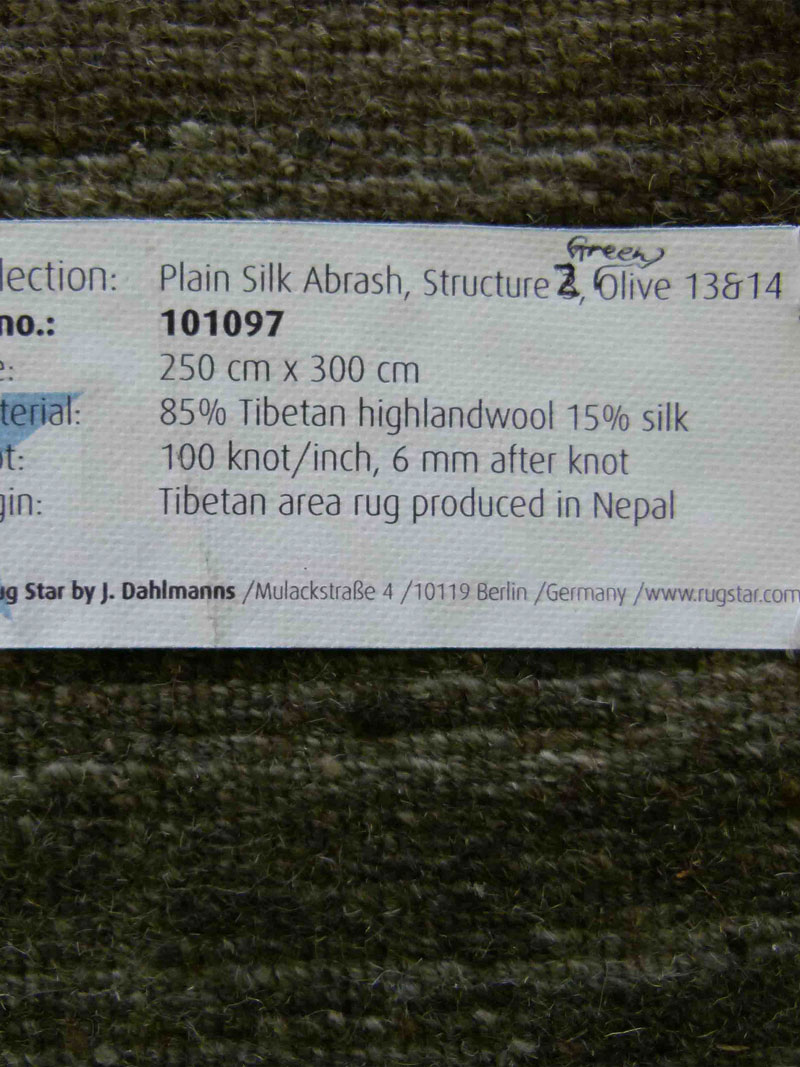 Green
lection: Plain Silk Abrash, Structure 2, Olive 13&14
no.: 101097
e: 250 cm x 300 cm
terial: 85% Tibetan highlandwool 15% silk
t: 100 knot/inch, 6 mm after knot
gin: Tibetan area rug produced in Nepal
ug Star by J. Dahlmanns /Mulackstraße 4 /10119 Berlin /Germany /www.rugstar.com